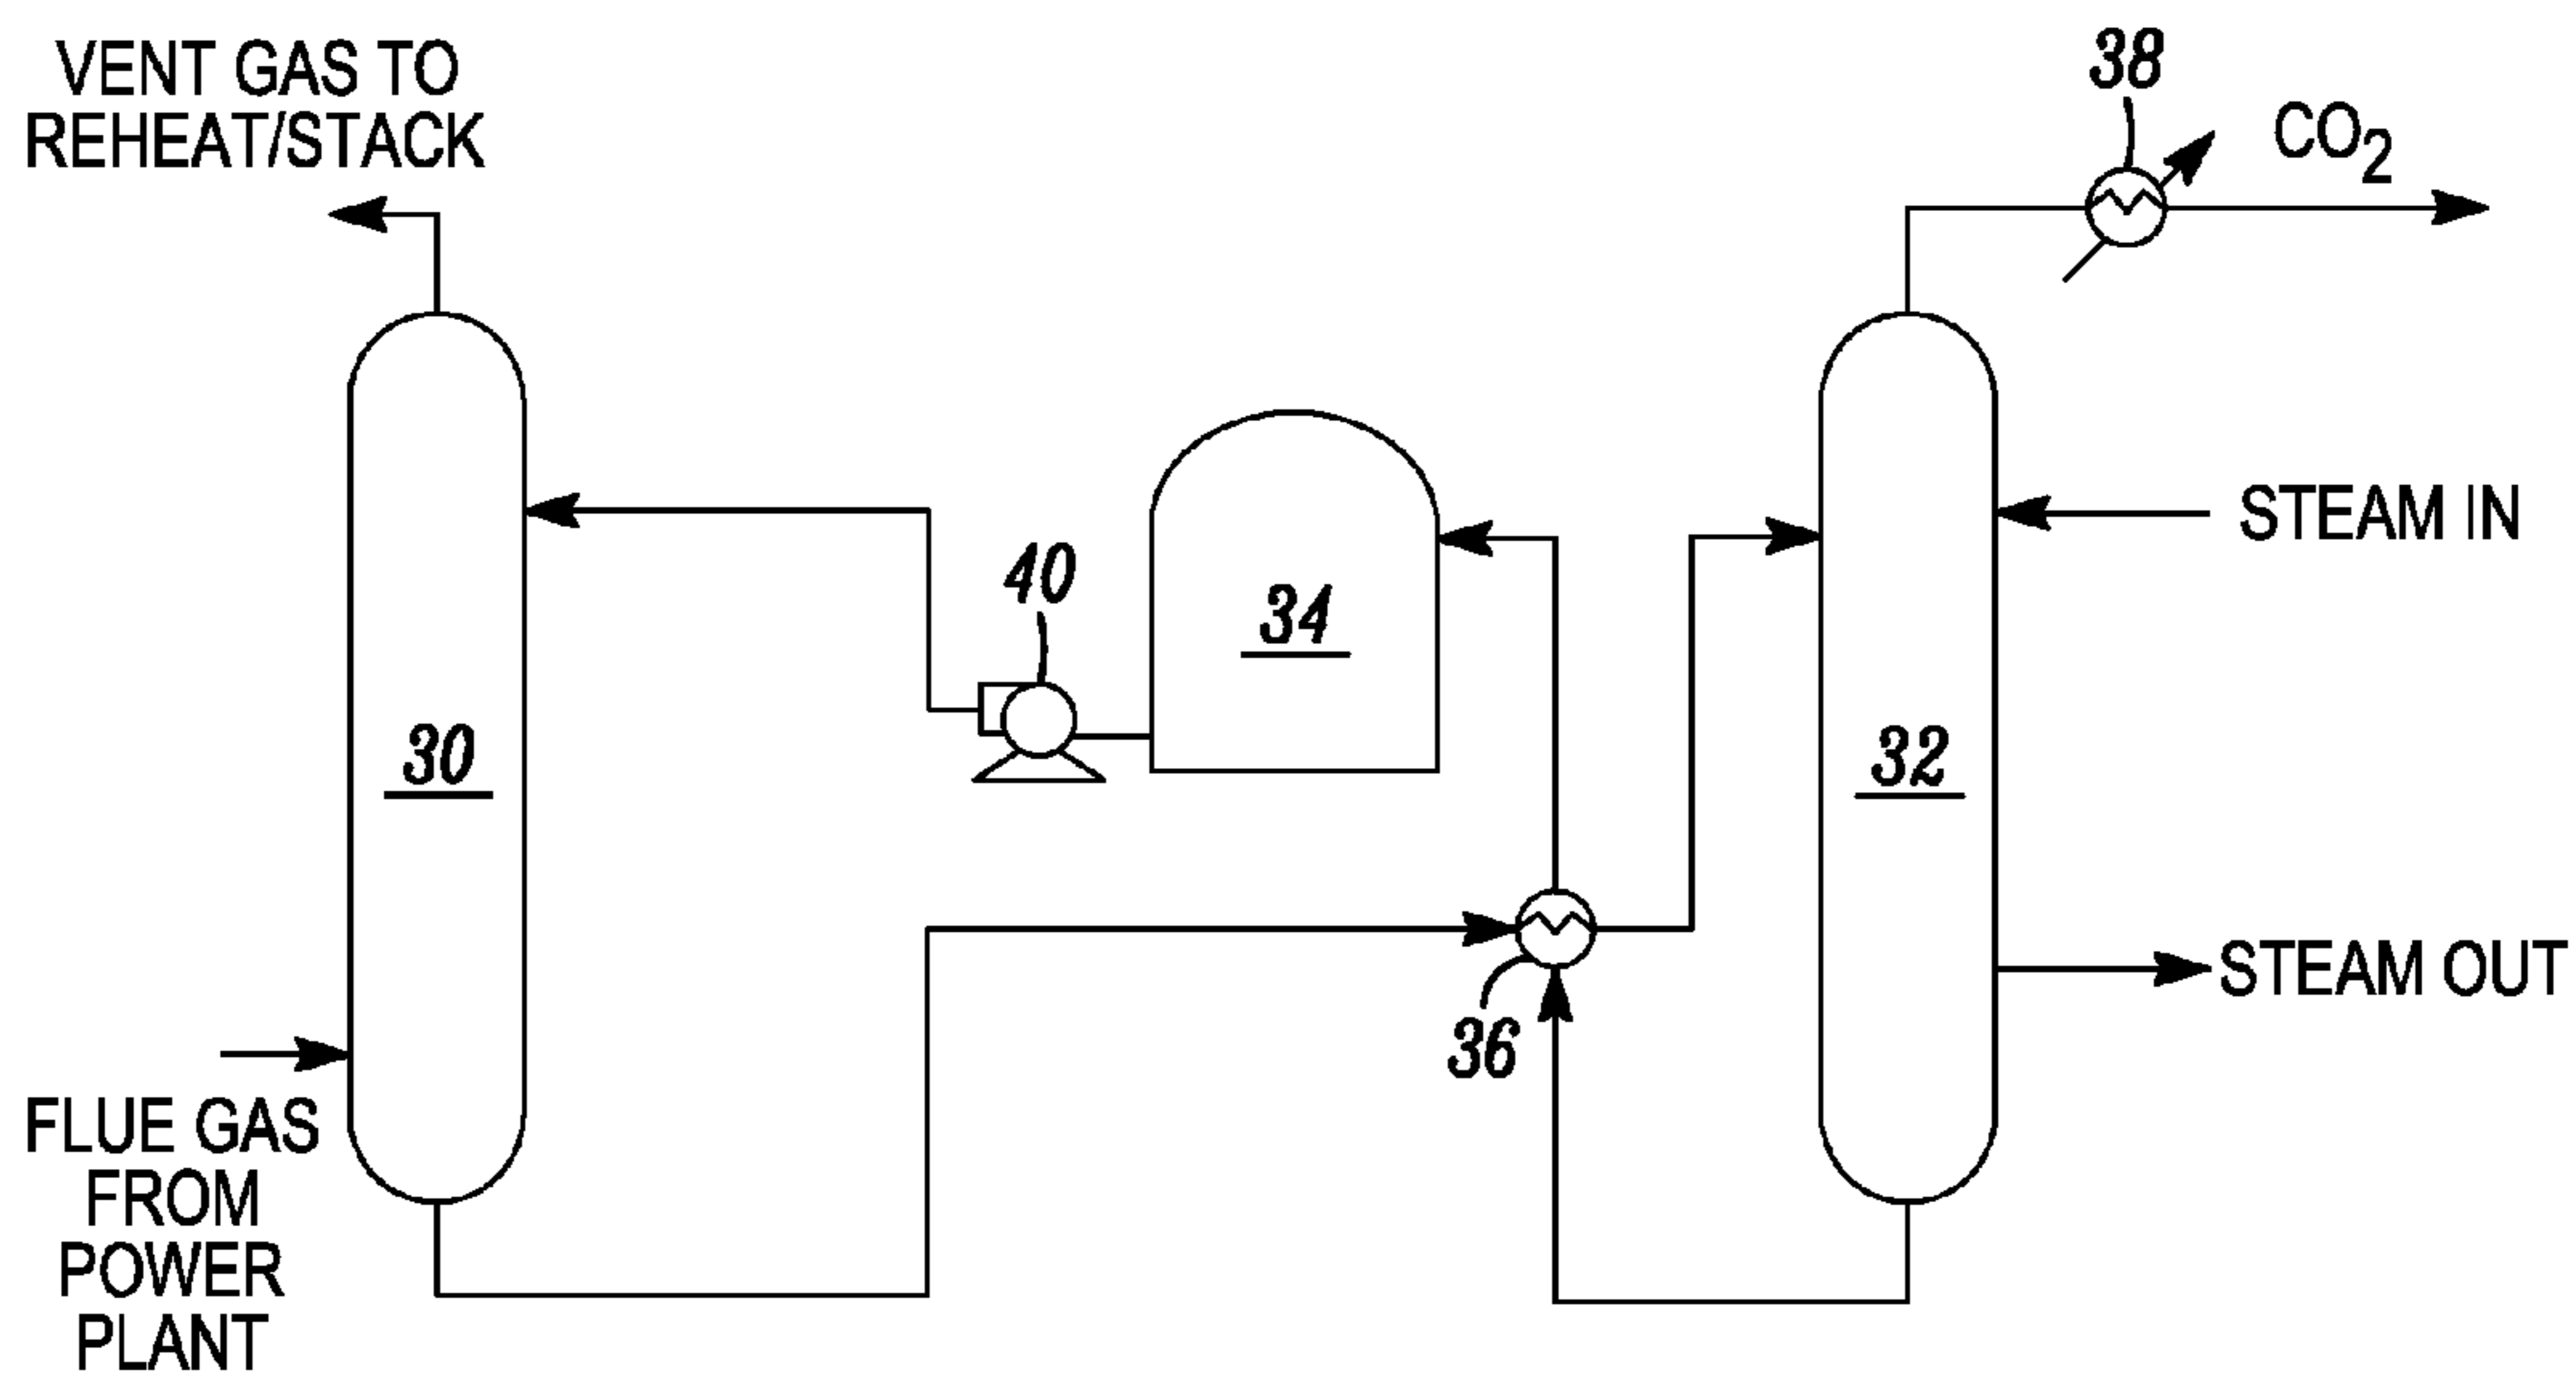 VENT GAS TO
REHEAT/STACK
38
CO₂
STEAM IN
40
34
30
32
36
STEAM OUT
FLUE GAS
FROM
POWER
PLANT